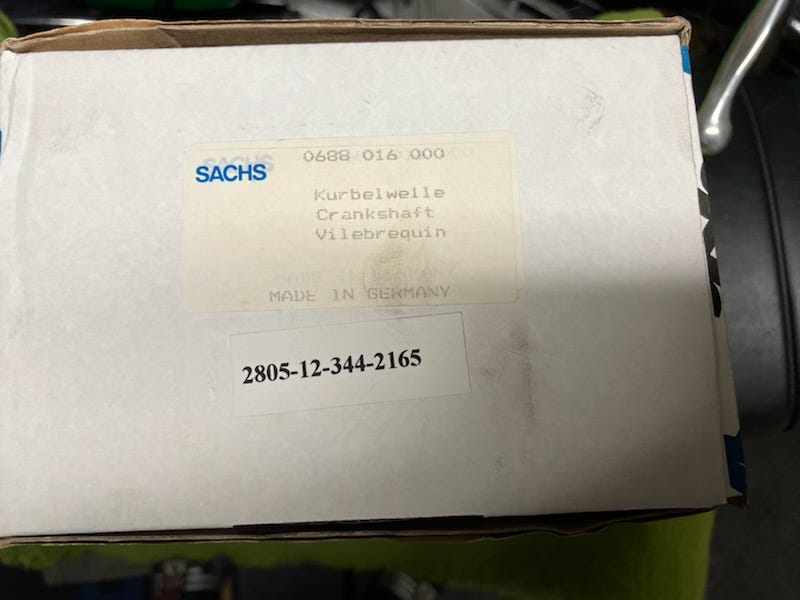 0688 016 000
SACHS
Kurbelwelle
Crankshaft
Vilebrequin
MADE IN GERMANY
2805-12-344-2165